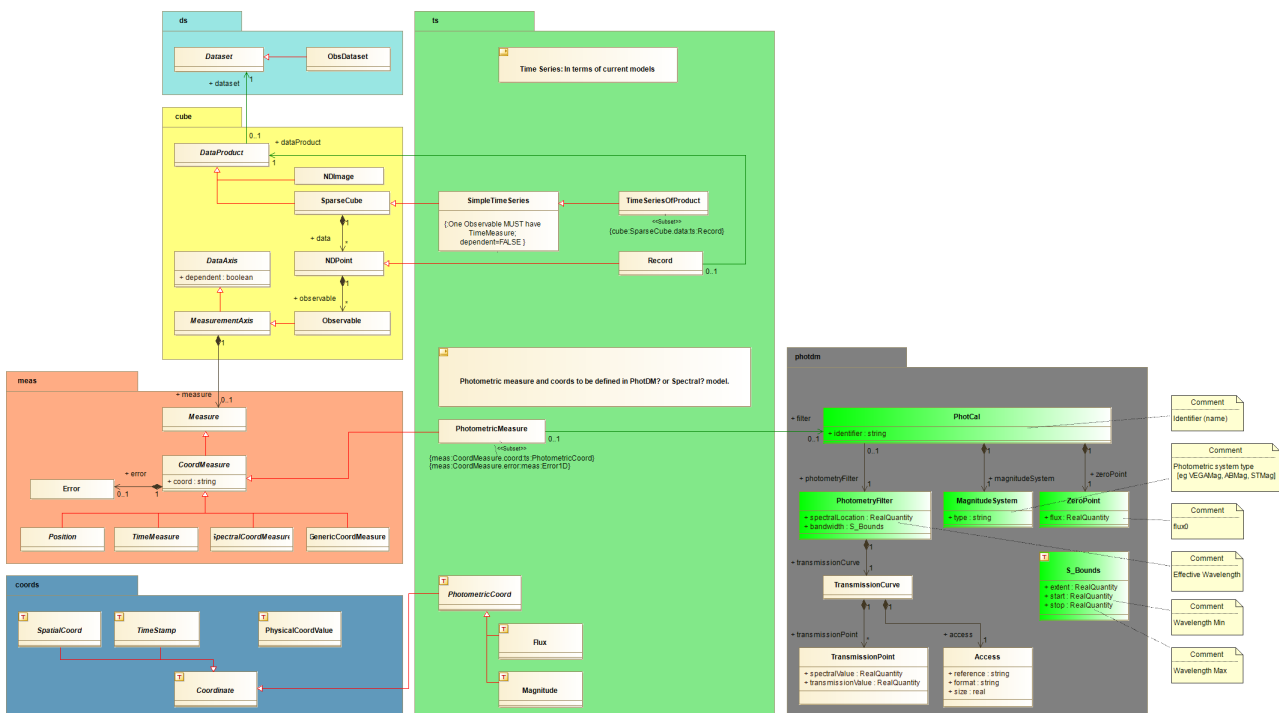 ds
Dataset
ObsDataset
+ dataset
1
0..1
cube
+ dataProduct
DataProduct
1
NDImage
SparseCube
1
+ data
*
DataAxis
+ dependent : boolean
NDPoint
1
+ observable
*
MeasurementAxis
Observable
1
ts
Time Series: In terms of current models
SimpleTimeSeries
{;One Observable MUST have
TimeMeasure;
dependent=FALSE }
TimeSeriesOfProduct
<<Subset>>
{cube:SparseCube.data:ts:Record}
Record
0..1
Photometric measure and coords to be defined in PhotDM? or Spectral? model.
PhotometricMeasure
0..1
<<Subset>>
{meas:CoordMeasure.coord:ts:PhotometricCoord}
{meas:CoordMeasure.error:meas:Error1D}
meas
+ measure
0..1
Measure
CoordMeasure
+ coord : string
+ error
0..1
1
Error
Position
TimeMeasure
SpectralCoordMeasure
GenericCoordMeasure
coords
T
SpatialCoord
T
TimeStamp
T
PhysicalCoordValue
T
Coordinate
T
PhotometricCoord
T
Flux
T
Magnitude
photdm
+ filter
0..1
PhotCal
+ identifier : string
0..1
1
1
+ photometryFilter
1
+ magnitudeSystem
1
+ zeroPoint
1
PhotometryFilter
+ spectralLocation : RealQuantity
+ bandwidth : S_Bounds
MagnitudeSystem
+ type : string
ZeroPoint
+ flux : RealQuantity
1
+ transmissionCurve
1
TransmissionCurve
1
1
+ transmissionPoint
*
+ access
1
TransmissionPoint
+ spectralValue : RealQuantity
+ transmissionValue : RealQuantity
Access
+ reference : string
+ format : string
+ size : real
T
S_Bounds
+ extent : RealQuantity
+ start : RealQuantity
+ stop : RealQuantity
Comment
Identifier (name)
Comment
Photometric system type
[eg VEGAMag, ABMag, STMag]
Comment
flux0
Comment
Effective Wavelength
Comment
Wavelength Min
Comment
Wavelength Max